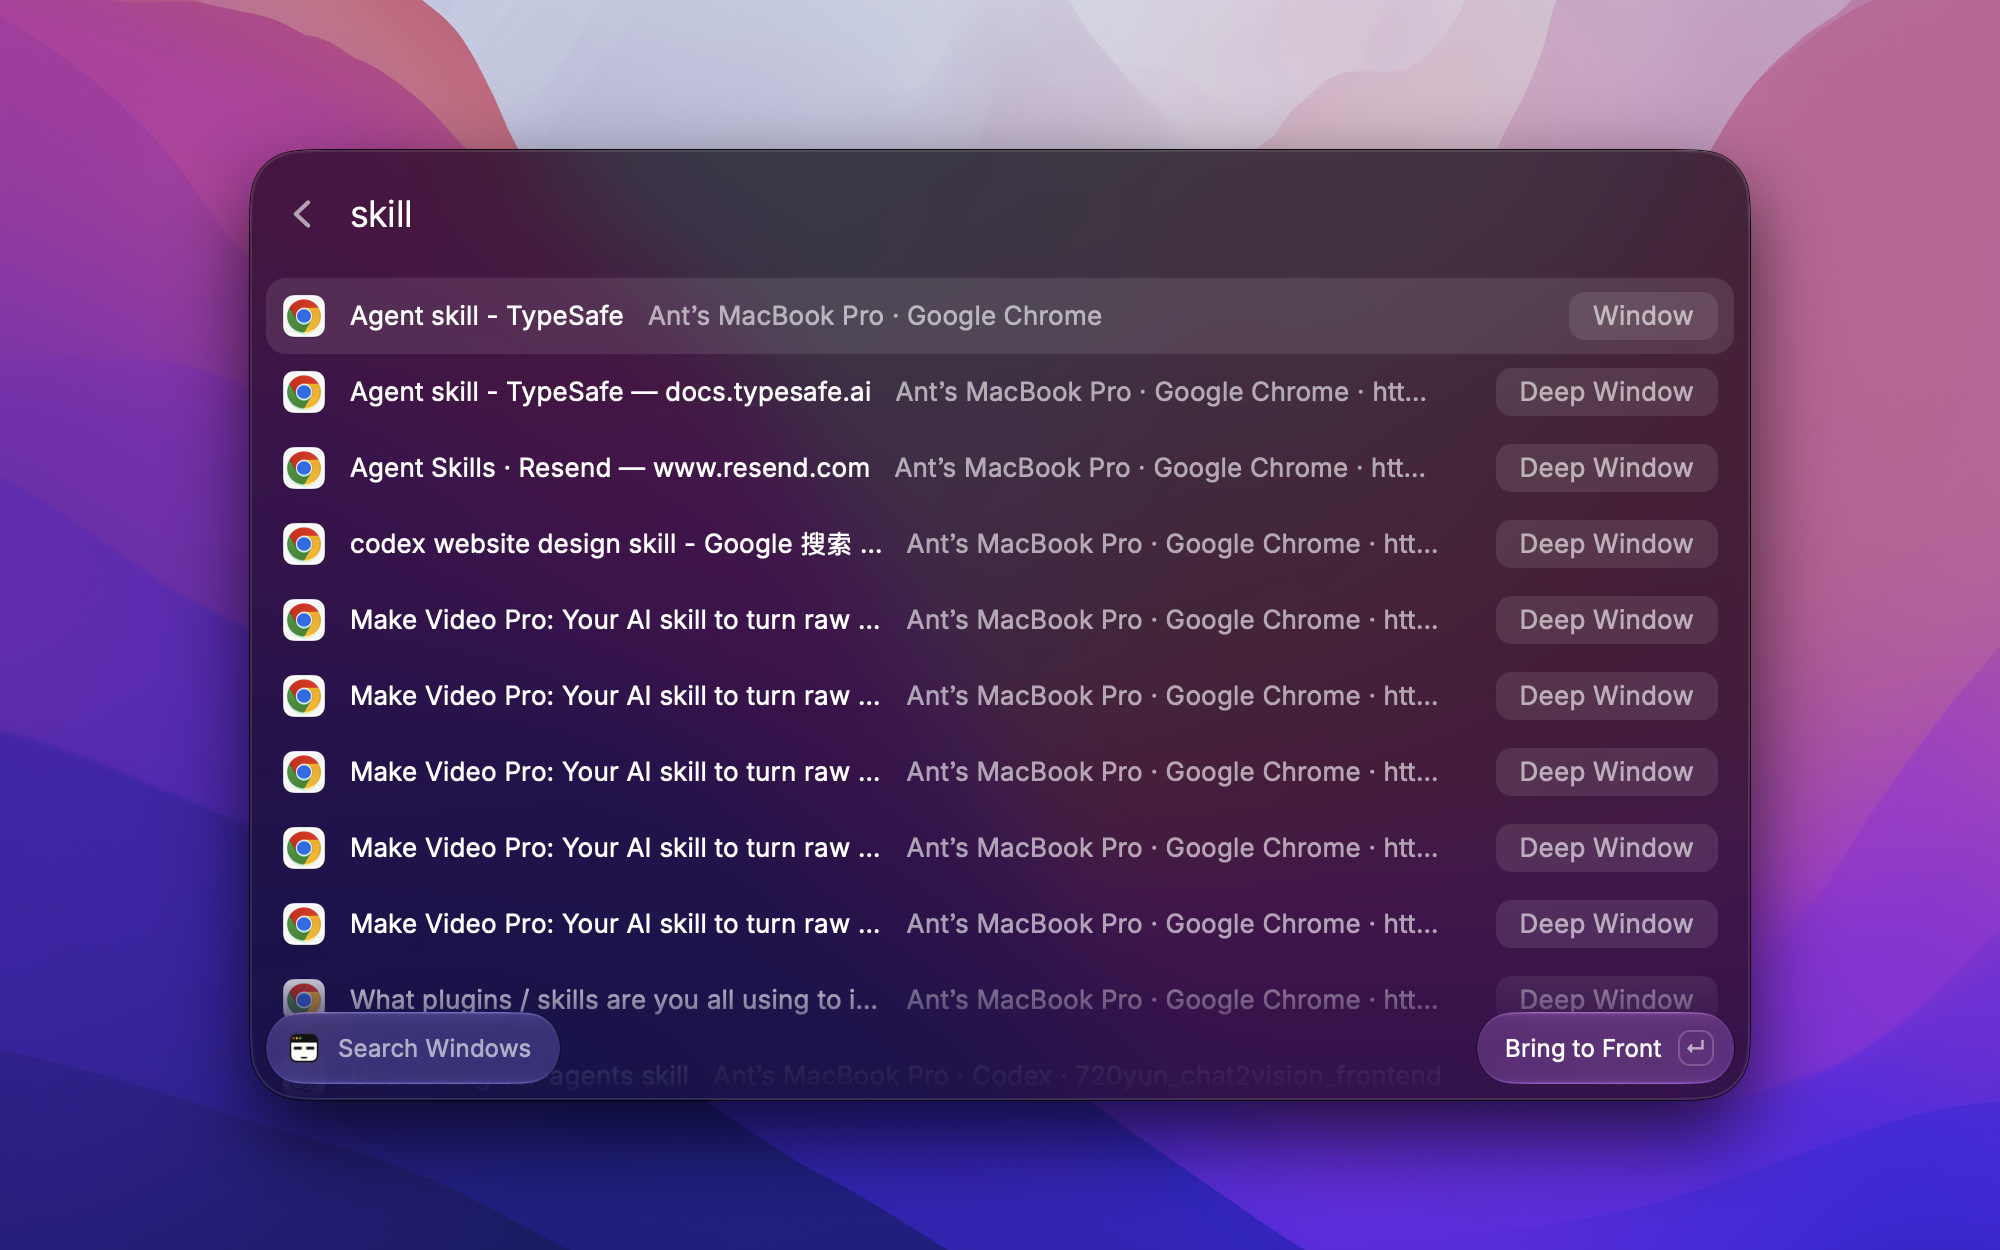 skill
Agent skill - TypeSafe Ant’s MacBook Pro · Google Chrome Window
Agent skill - TypeSafe — docs.typesafe.ai Ant’s MacBook Pro · Google Chrome · htt... Deep Window
Agent Skills · Resend — www.resend.com Ant’s MacBook Pro · Google Chrome · htt... Deep Window
codex website design skill - Google 搜索 ... Ant’s MacBook Pro · Google Chrome · htt... Deep Window
Make Video Pro: Your AI skill to turn raw ... Ant’s MacBook Pro · Google Chrome · htt... Deep Window
Make Video Pro: Your AI skill to turn raw ... Ant’s MacBook Pro · Google Chrome · htt... Deep Window
Make Video Pro: Your AI skill to turn raw ... Ant’s MacBook Pro · Google Chrome · htt... Deep Window
Make Video Pro: Your AI skill to turn raw ... Ant’s MacBook Pro · Google Chrome · htt... Deep Window
Make Video Pro: Your AI skill to turn raw ... Ant’s MacBook Pro · Google Chrome · htt... Deep Window
What plugins / skills are you all using to i... Ant’s MacBook Pro · Google Chrome · htt... Deep Window
Search Windows Bring to Front
agents skill Ant’s MacBook Pro · Codex · 720yun_chat2vision_frontend